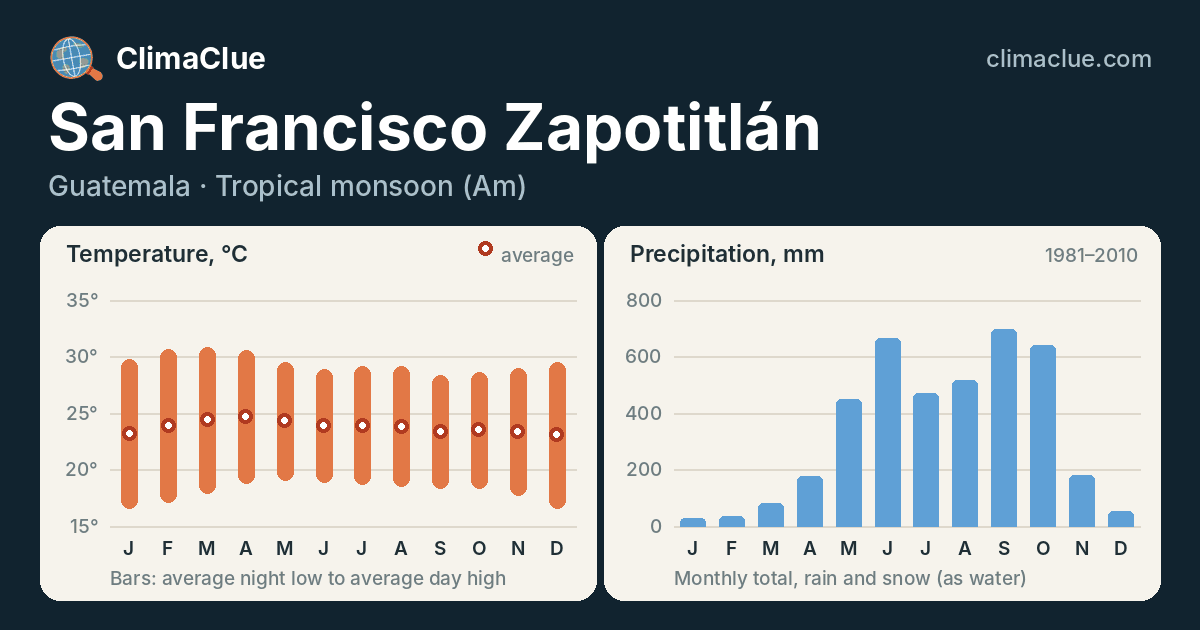 ClimaClue
climaclue.com
San Francisco Zapotitlán
Guatemala · Tropical monsoon (Am)
Temperature, °C
average
35°
30°
25°
20°
15°
J F M A M J J A S O N D
Bars: average night low to average day high
Precipitation, mm
1981–2010
800
600
400
200
0
J F M A M J J A S O N D
Monthly total, rain and snow (as water)